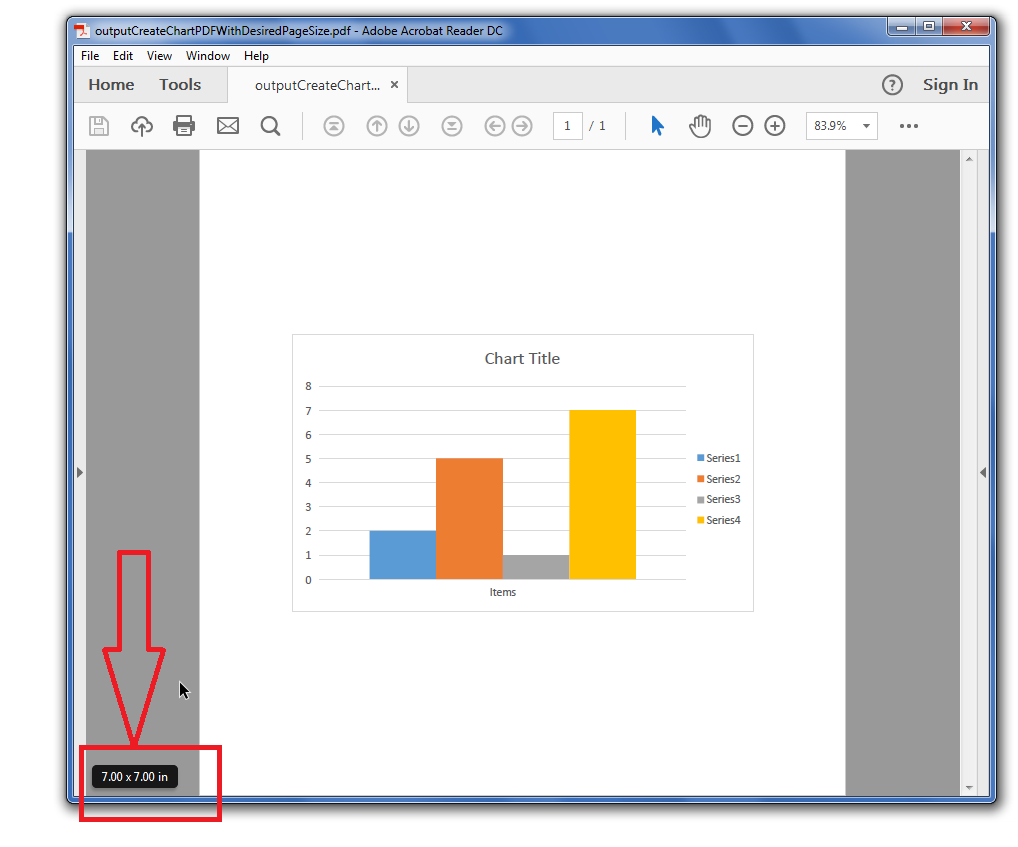 outputCreateChartPDFWithDesiredPageSize.pdf - Adobe Acrobat Reader DC
File Edit View Window Help
Home Tools outputCreateChart... × ? Sign In
1 / 1 83.9%
Chart Title
8
7
6
5
4
3
2
1
0
Items
Series1
Series2
Series3
Series4
7.00 x 7.00 in